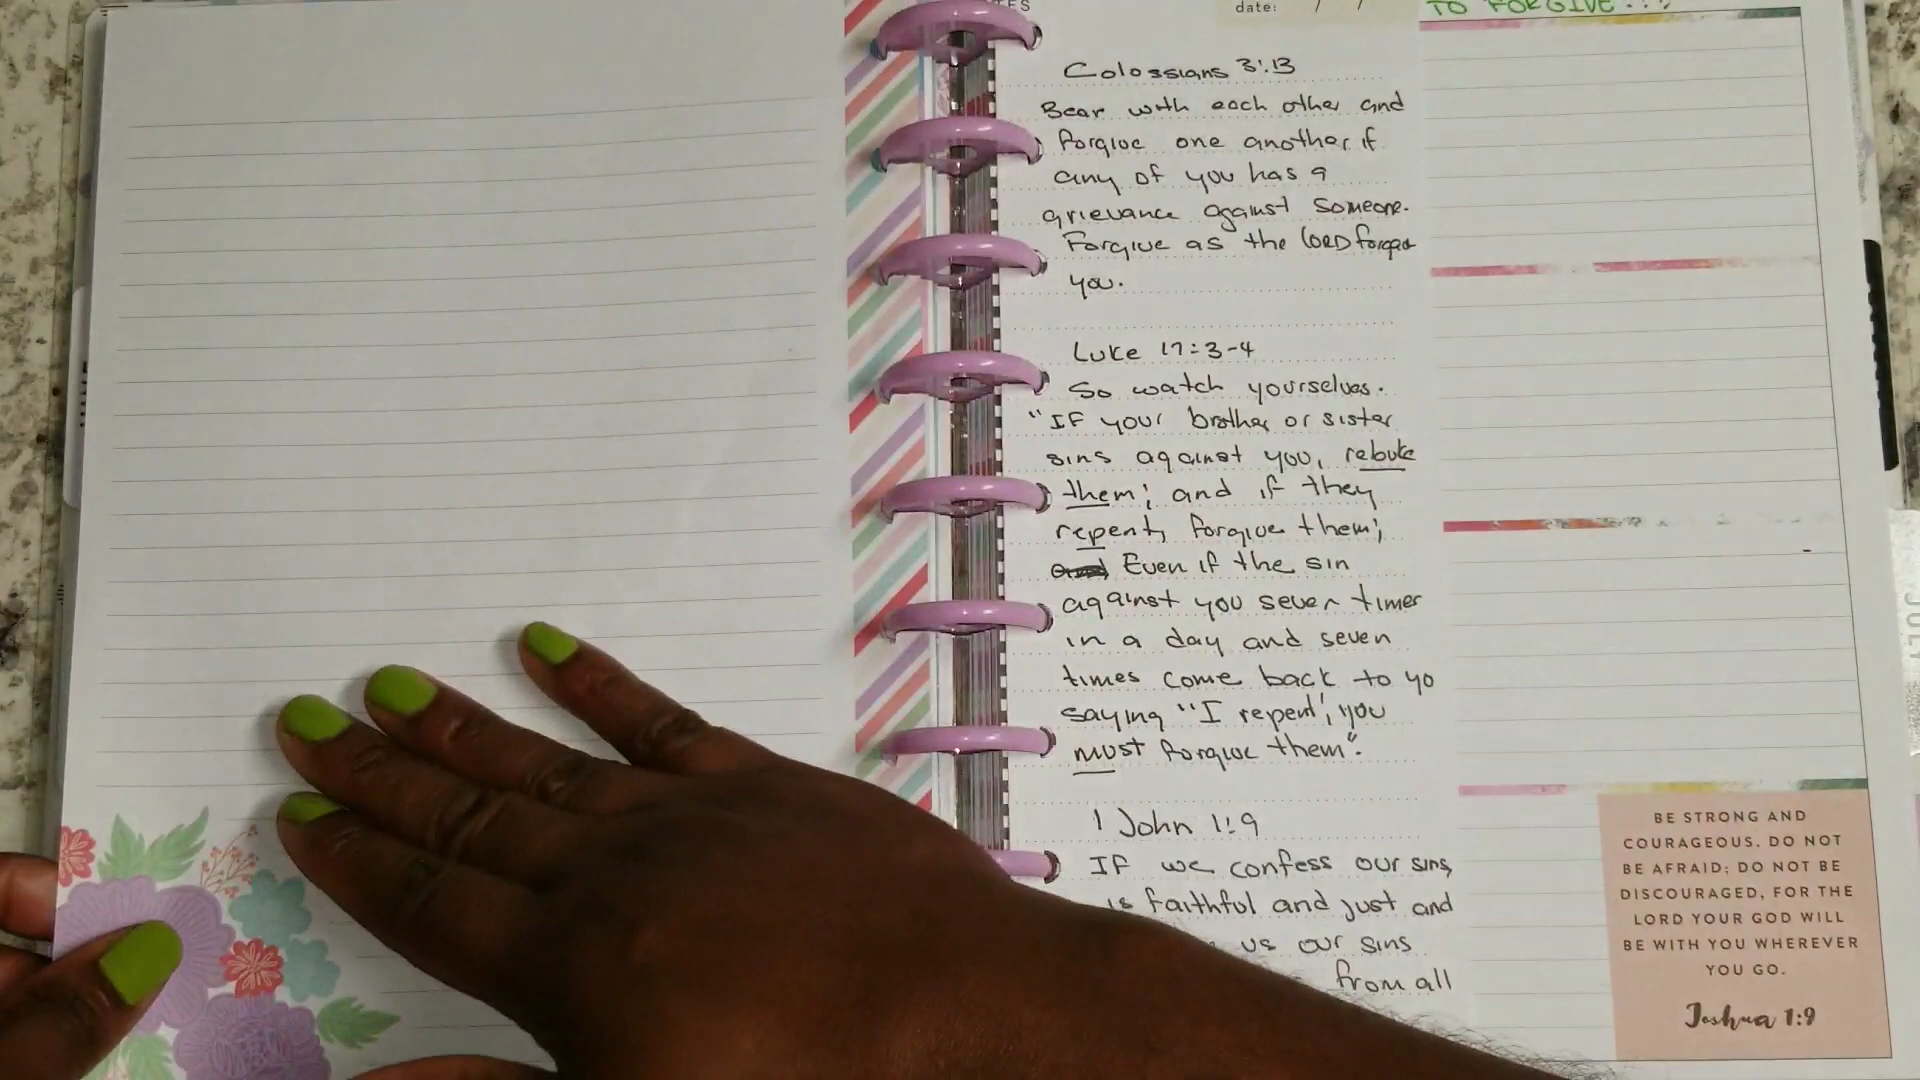 date: / /
TO FORGIVE...
Colossians 3:13
Bear with each other and
forgive one another if
any of you has a
grievance against someone.
Forgive as the LORD forgave
you.
Luke 17:3-4
So watch yourselves.
"IF your brother or sister
sins against you, rebuke
them; and if they
repent, forgive them;
Even if the sin
against you seven times
in a day and seven
times come back to yo
saying "I repent', you
must forgive them".
1 John 1:9
IF we confess our sins,
is faithful and just and
us our sins
from all
BE STRONG AND
COURAGEOUS. DO NOT
BE AFRAID; DO NOT BE
DISCOURAGED, FOR THE
LORD YOUR GOD WILL
BE WITH YOU WHEREVER
YOU GO.
Joshua 1:9
JULY